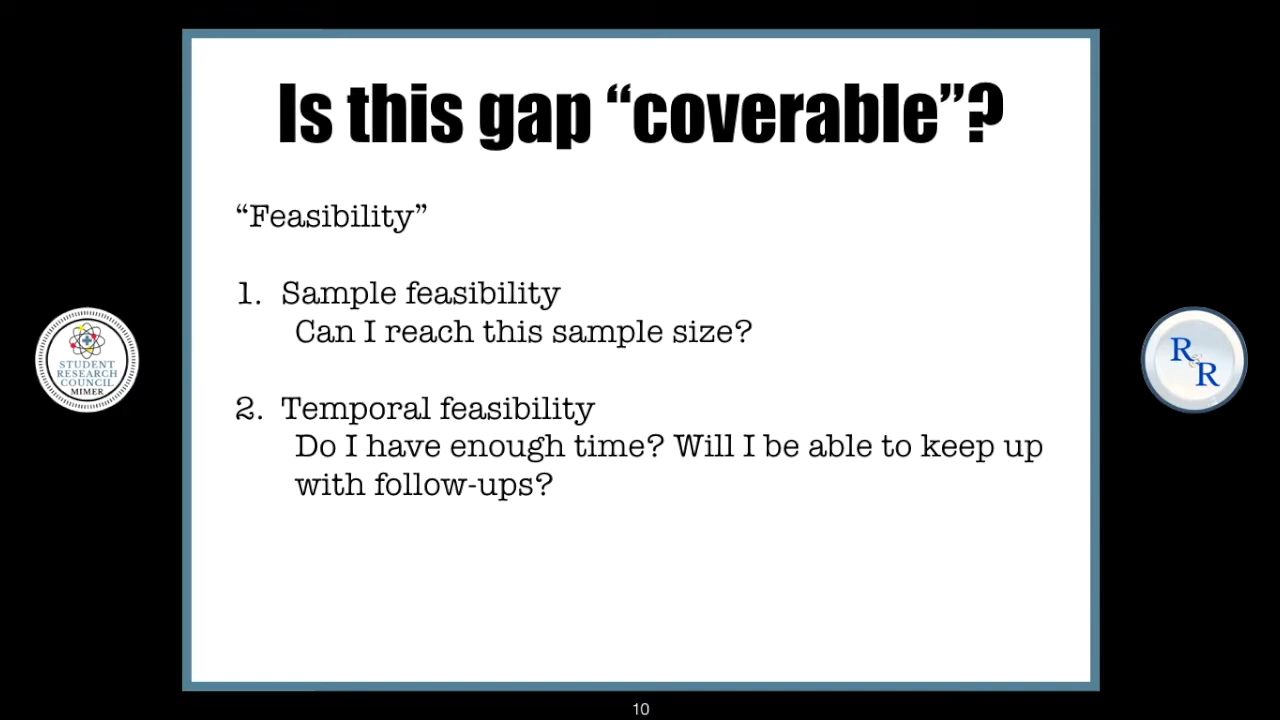 Is this gap “coverable”?
“Feasibility”
1. Sample feasibility
Can I reach this sample size?
2. Temporal feasibility
Do I have enough time? Will I be able to keep up
with follow-ups?
STUDENT
RESEARCH
COUNCIL
MIMER
R&R
10